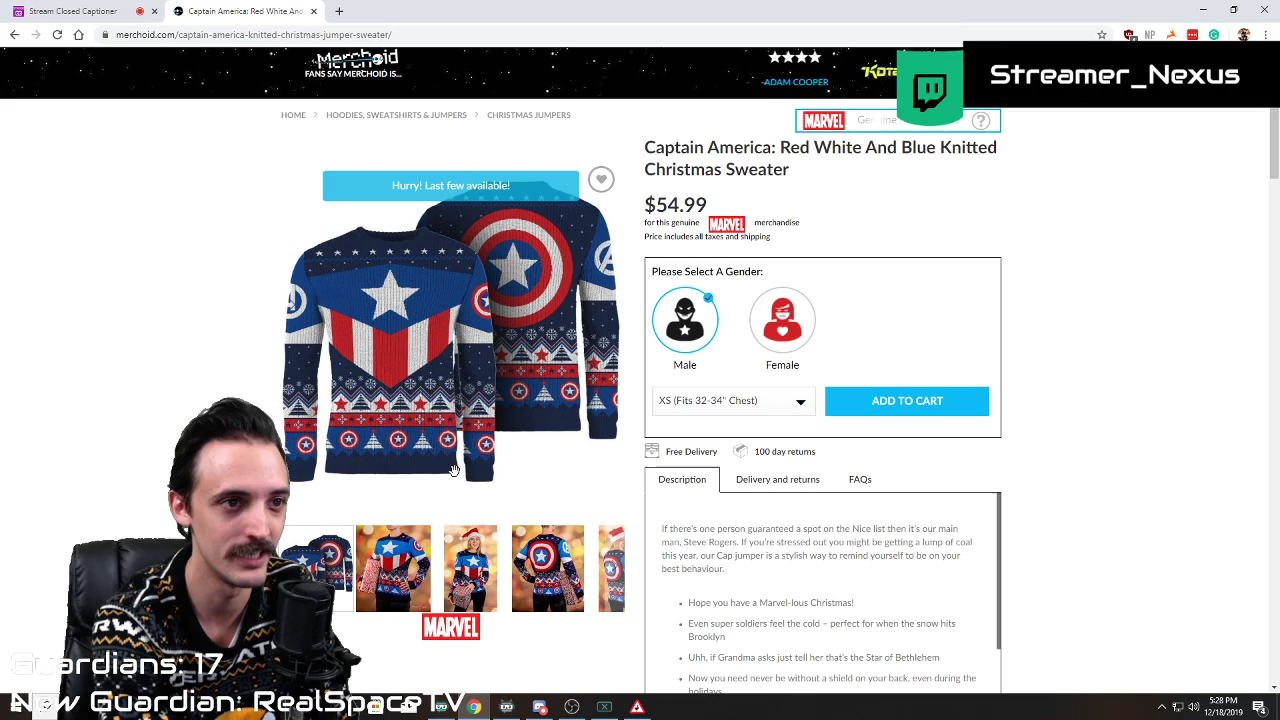 Stream Closed Captioner
Captain America: Red White And
merchoid.com/captain-america-knitted-christmas-jumper-sweater/
NP
Merchoid
FANS SAY MERCHOID IS...
-ADAM COOPER
Streamer_Nexus
HOME > HOODIES, SWEATSHIRTS & JUMPERS > CHRISTMAS JUMPERS
MARVEL
?
Captain America: Red White And Blue Knitted
Christmas Sweater
Hurry! Last few available!
$54.99
for this genuine MARVEL merchandise
Price includes all taxes and shipping
Please Select A Gender:
Male Female
XS (Fits 32-34" Chest)
ADD TO CART
Free Delivery 100 day returns
Description Delivery and returns FAQs
If there's one person guaranteed a spot on the Nice list then it's our main
man, Steve Rogers. If you're stressed out you might be getting a lump of coal
this year, our Cap jumper is a stylish way to remind yourself to be on your
best behaviour.
• Hope you have a Marvel-lous Christmas!
• Even super soldiers feel the cold – perfect for when the snow hits
Brooklyn
• Uhh, if Grandma asks just tell her that's the Star of Bethlehem
• Now you need never be without a shield on your back, even during the
holidays
MARVEL
Guardians: 17
New Guardian: RealSpaceTV
5:28 PM
12/18/2019